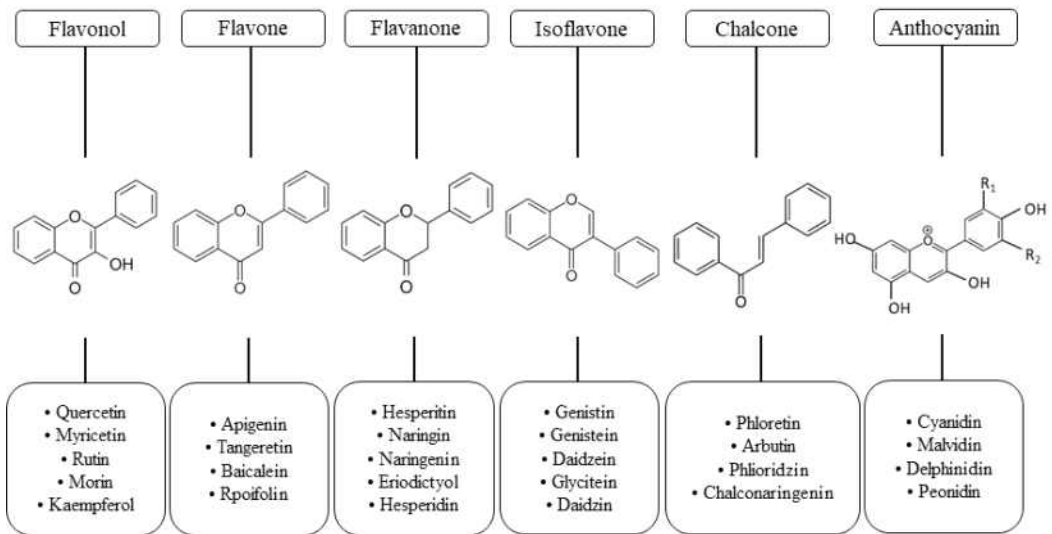 Flavonol
Flavone
Flavanone
Isoflavone
Chalcone
Anthocyanin
O
OH
O
O
O
O
O
O
O
O
R₁
OH
HO
O⊕
R₂
OH
OH
• Quercetin
• Myricetin
• Rutin
• Morin
• Kaempferol
• Apigenin
• Tangeretin
• Baicalein
• Rpoifolin
• Hesperitin
• Naringin
• Naringenin
• Eriodictyol
• Hesperidin
• Genistin
• Genistein
• Daidzein
• Glycitein
• Daidzin
• Phloretin
• Arbutin
• Phlioridzin
• Chalconaringenin
• Cyanidin
• Malvidin
• Delphinidin
• Peonidin